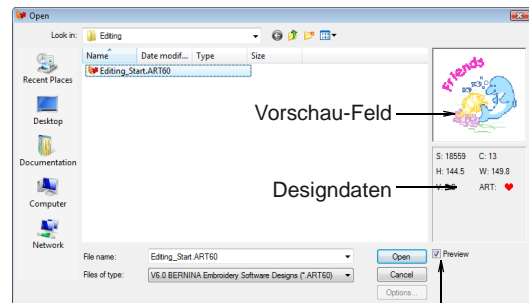 Open
Look in: Editing
Name Date modif... Type Size
Editing_Start.ART60
Recent Places
Desktop
Documentation
Computer
Network
Friends
Vorschau-Feld
Designdaten
S: 18559 C: 13
H: 144.5 W: 149.8
ART:
File name: Editing_Start.ART60 Open Preview
Files of type: V6.0 BERNINA Embroidery Software Designs (*.ART60) Cancel
Options...